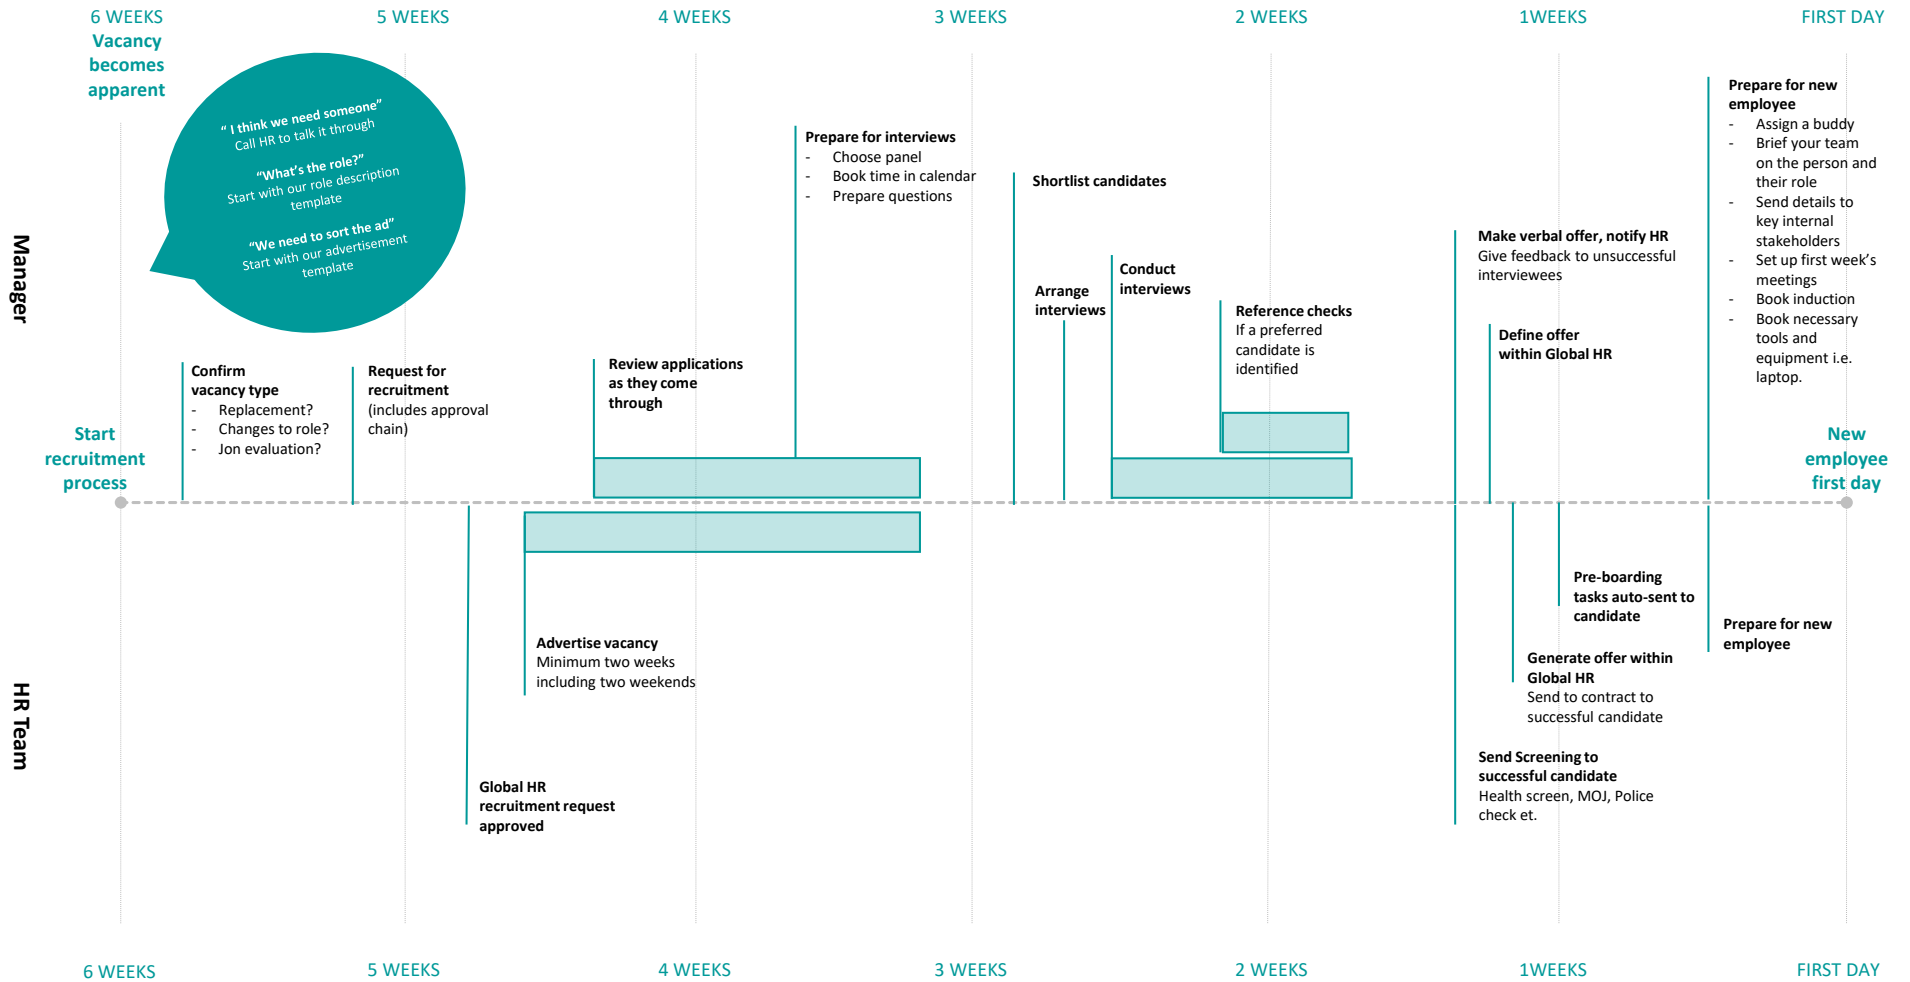 6 WEEKS
5 WEEKS
4 WEEKS
3 WEEKS
2 WEEKS
1WEEKS
FIRST DAY
Vacancy
becomes
apparent
“ I think we need someone”
Call HR to talk it through
“What’s the role?”
Start with our role description
template
“We need to sort the ad”
Start with our advertisement
template
Manager
Start
recruitment
process
Confirm
vacancy type
- Replacement?
- Changes to role?
- Jon evaluation?
Request for
recruitment
(includes approval
chain)
Review applications
as they come
through
Prepare for interviews
- Choose panel
- Book time in calendar
- Prepare questions
Shortlist candidates
Arrange
interviews
Conduct
interviews
Reference checks
If a preferred
candidate is
identified
Make verbal offer, notify HR
Give feedback to unsuccessful
interviewees
Define offer
within Global HR
Prepare for new
employee
- Assign a buddy
- Brief your team
on the person and
their role
- Send details to
key internal
stakeholders
- Set up first week’s
meetings
- Book induction
- Book necessary
tools and
equipment i.e.
laptop.
New
employee
first day
HR Team
Global HR
recruitment request
approved
Advertise vacancy
Minimum two weeks
including two weekends
Send Screening to
successful candidate
Health screen, MOJ, Police
check et.
Generate offer within
Global HR
Send to contract to
successful candidate
Pre-boarding
tasks auto-sent to
candidate
Prepare for new
employee
6 WEEKS
5 WEEKS
4 WEEKS
3 WEEKS
2 WEEKS
1WEEKS
FIRST DAY